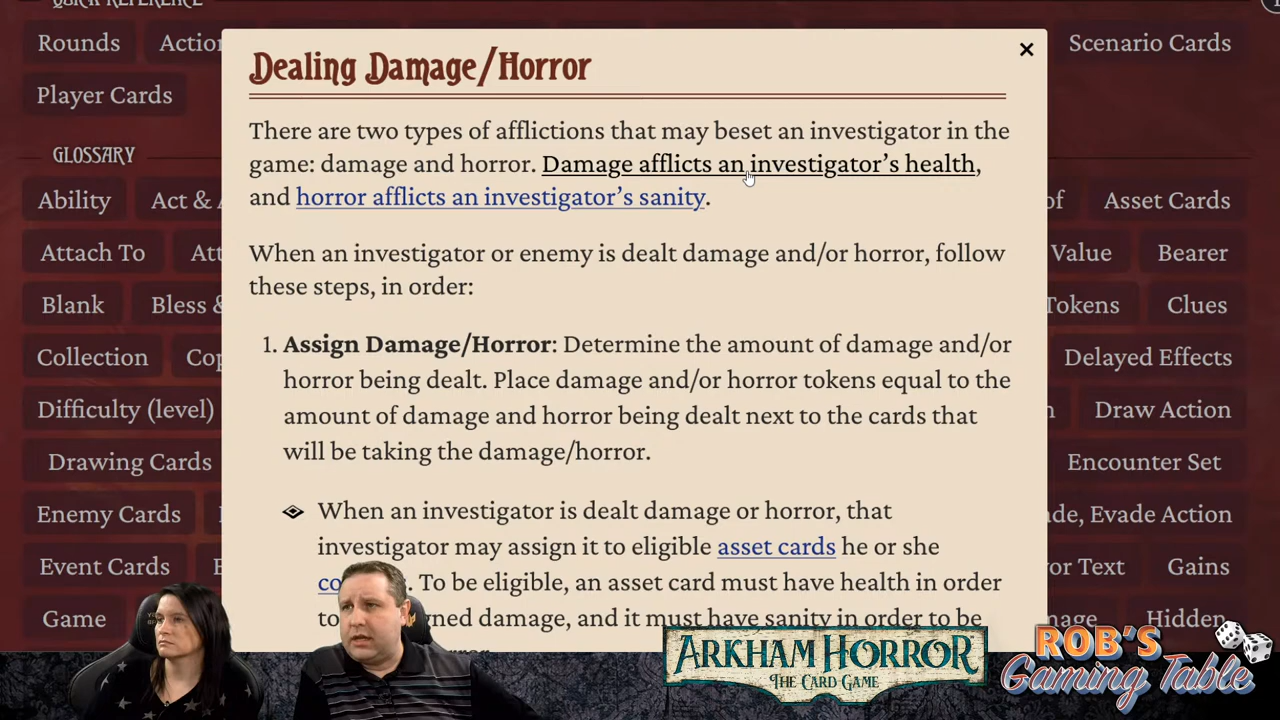 Rounds
Scenario Cards
Player Cards
Dealing Damage/Horror
There are two types of afflictions that may beset an investigator in the
game: damage and horror. Damage afflicts an investigator's health,
and horror afflicts an investigator's sanity.
When an investigator or enemy is dealt damage and/or horror, follow
these steps, in order:
1. Assign Damage/Horror: Determine the amount of damage and/or
horror being dealt. Place damage and/or horror tokens equal to the
amount of damage and horror being dealt next to the cards that
will be taking the damage/horror.
When an investigator is dealt damage or horror, that
investigator may assign it to eligible asset cards he or she
To be eligible, an asset card must have health in order
to damage, and it must have sanity in order to be
GLOSSARY
Ability
Act &
Asset Cards
Attach To
Value
Bearer
Blank
Bless &
Tokens
Clues
Collection
Delayed Effects
Difficulty (level)
Draw Action
Drawing Cards
Encounter Set
Enemy Cards
Evade Action
Event Cards
Text
Gains
Game
Hidden
ARKHAM HORROR
THE CARD GAME
ROB'S
Gaming Table